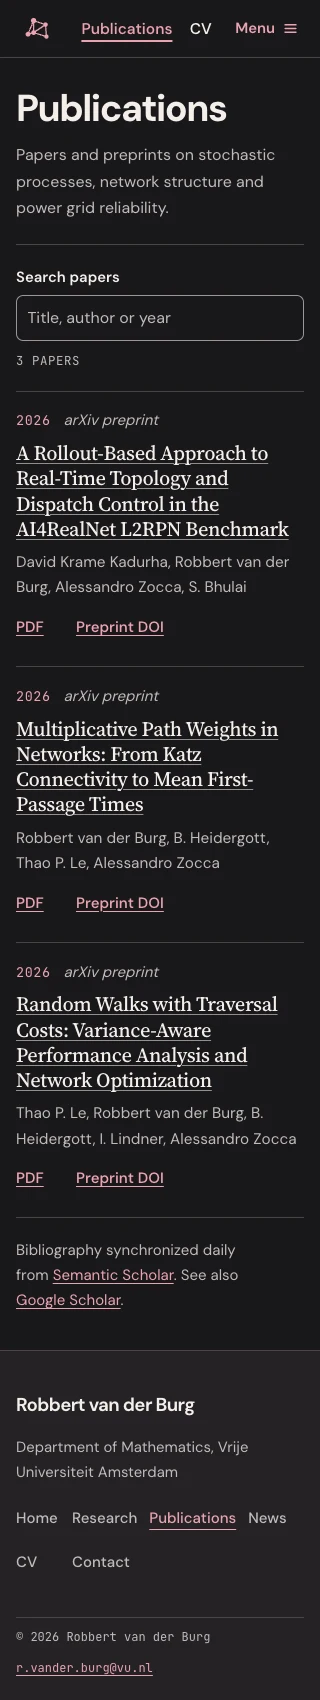 Publications CV Menu
Publications
Papers and preprints on stochastic
processes, network structure and
power grid reliability.
Search papers
Title, author or year
3 PAPERS
2026 arXiv preprint
A Rollout-Based Approach to
Real-Time Topology and
Dispatch Control in the
AI4RealNet L2RPN Benchmark
David Krame Kadurha, Robbert van der
Burg, Alessandro Zocca, S. Bhulai
PDF Preprint DOI
2026 arXiv preprint
Multiplicative Path Weights in
Networks: From Katz
Connectivity to Mean First-
Passage Times
Robbert van der Burg, B. Heidergott,
Thao P. Le, Alessandro Zocca
PDF Preprint DOI
2026 arXiv preprint
Random Walks with Traversal
Costs: Variance-Aware
Performance Analysis and
Network Optimization
Thao P. Le, Robbert van der Burg, B.
Heidergott, I. Lindner, Alessandro Zocca
PDF Preprint DOI
Bibliography synchronized daily
from Semantic Scholar. See also
Google Scholar.
Robbert van der Burg
Department of Mathematics, Vrije
Universiteit Amsterdam
Home Research Publications News
CV Contact
© 2026 Robbert van der Burg
r.vander.burg@vu.nl